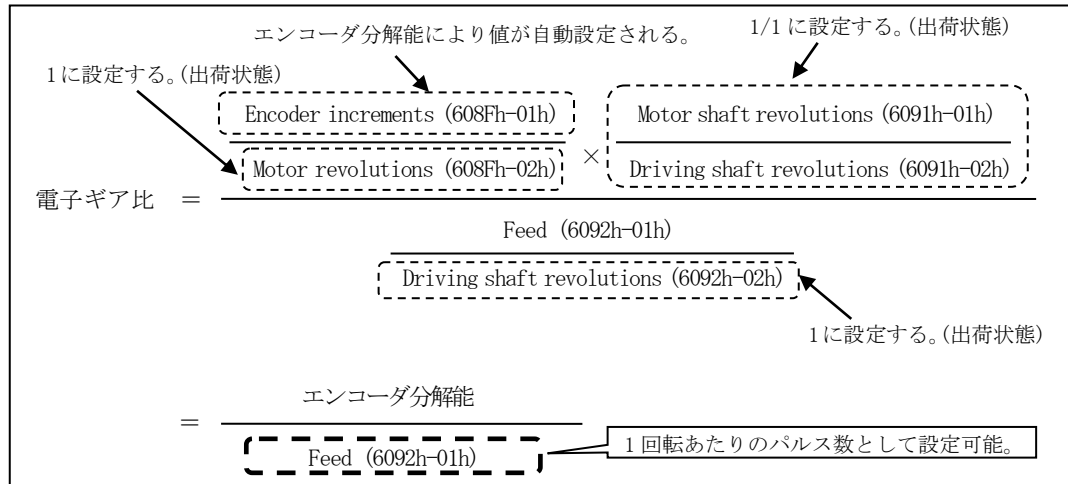 エンコーダ分解能により値が自動設定される。
1/1に設定する。(出荷状態)
1に設定する。(出荷状態)
Encoder increments (608Fh-01h)
Motor revolutions (608Fh-02h)
×
Motor shaft revolutions (6091h-01h)
Driving shaft revolutions (6091h-02h)
電子ギア比 =
Feed (6092h-01h)
Driving shaft revolutions (6092h-02h)
1に設定する。(出荷状態)
=
エンコーダ分解能
Feed (6092h-01h)
1回転あたりのパルス数として設定可能。